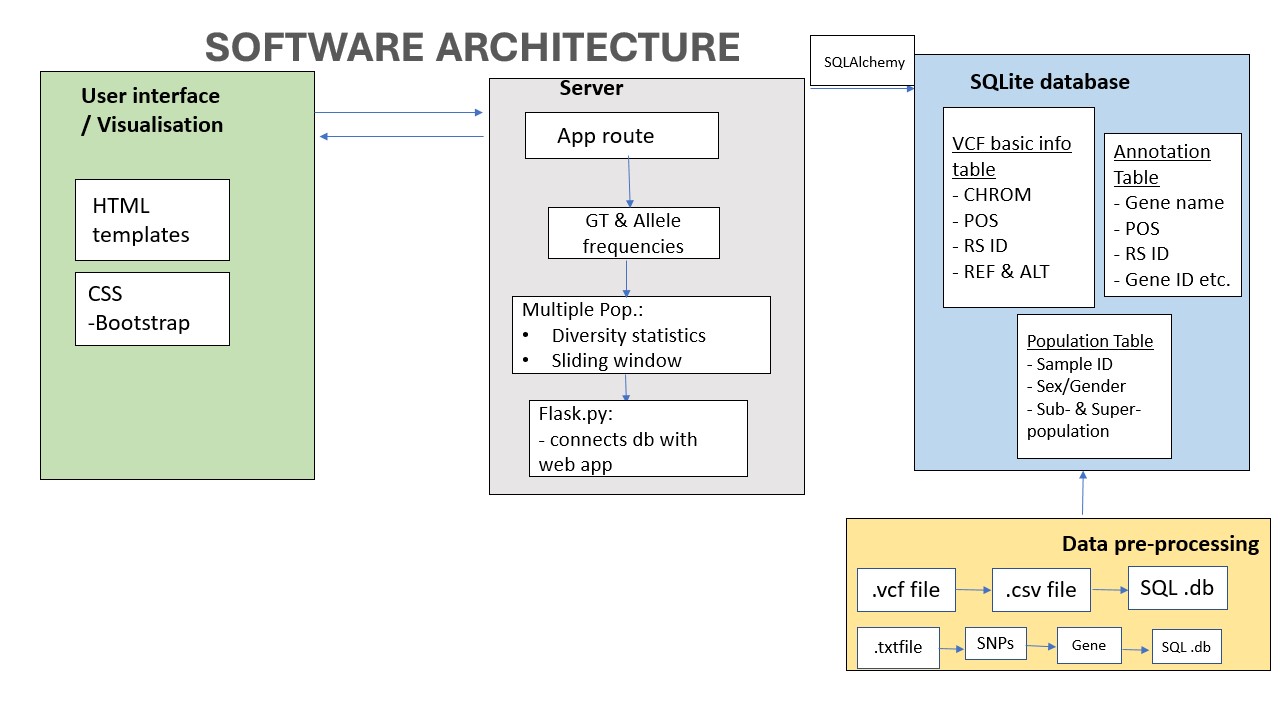 SOFTWARE ARCHITECTURE
User interface
/ Visualisation
HTML
templates
CSS
-Bootstrap
Server
App route
GT & Allele
frequencies
Multiple Pop.:
• Diversity statistics
• Sliding window
Flask.py:
- connects db with
web app
SQLAlchemy
SQLite database
VCF basic info
table
- CHROM
- POS
- RS ID
- REF & ALT
Annotation
Table
- Gene name
- POS
- RS ID
- Gene ID etc.
Population Table
- Sample ID
- Sex/Gender
- Sub- & Super-
population
Data pre-processing
.vcf file
.csv file
SQL .db
.txtfile
SNPs
Gene
SQL .db